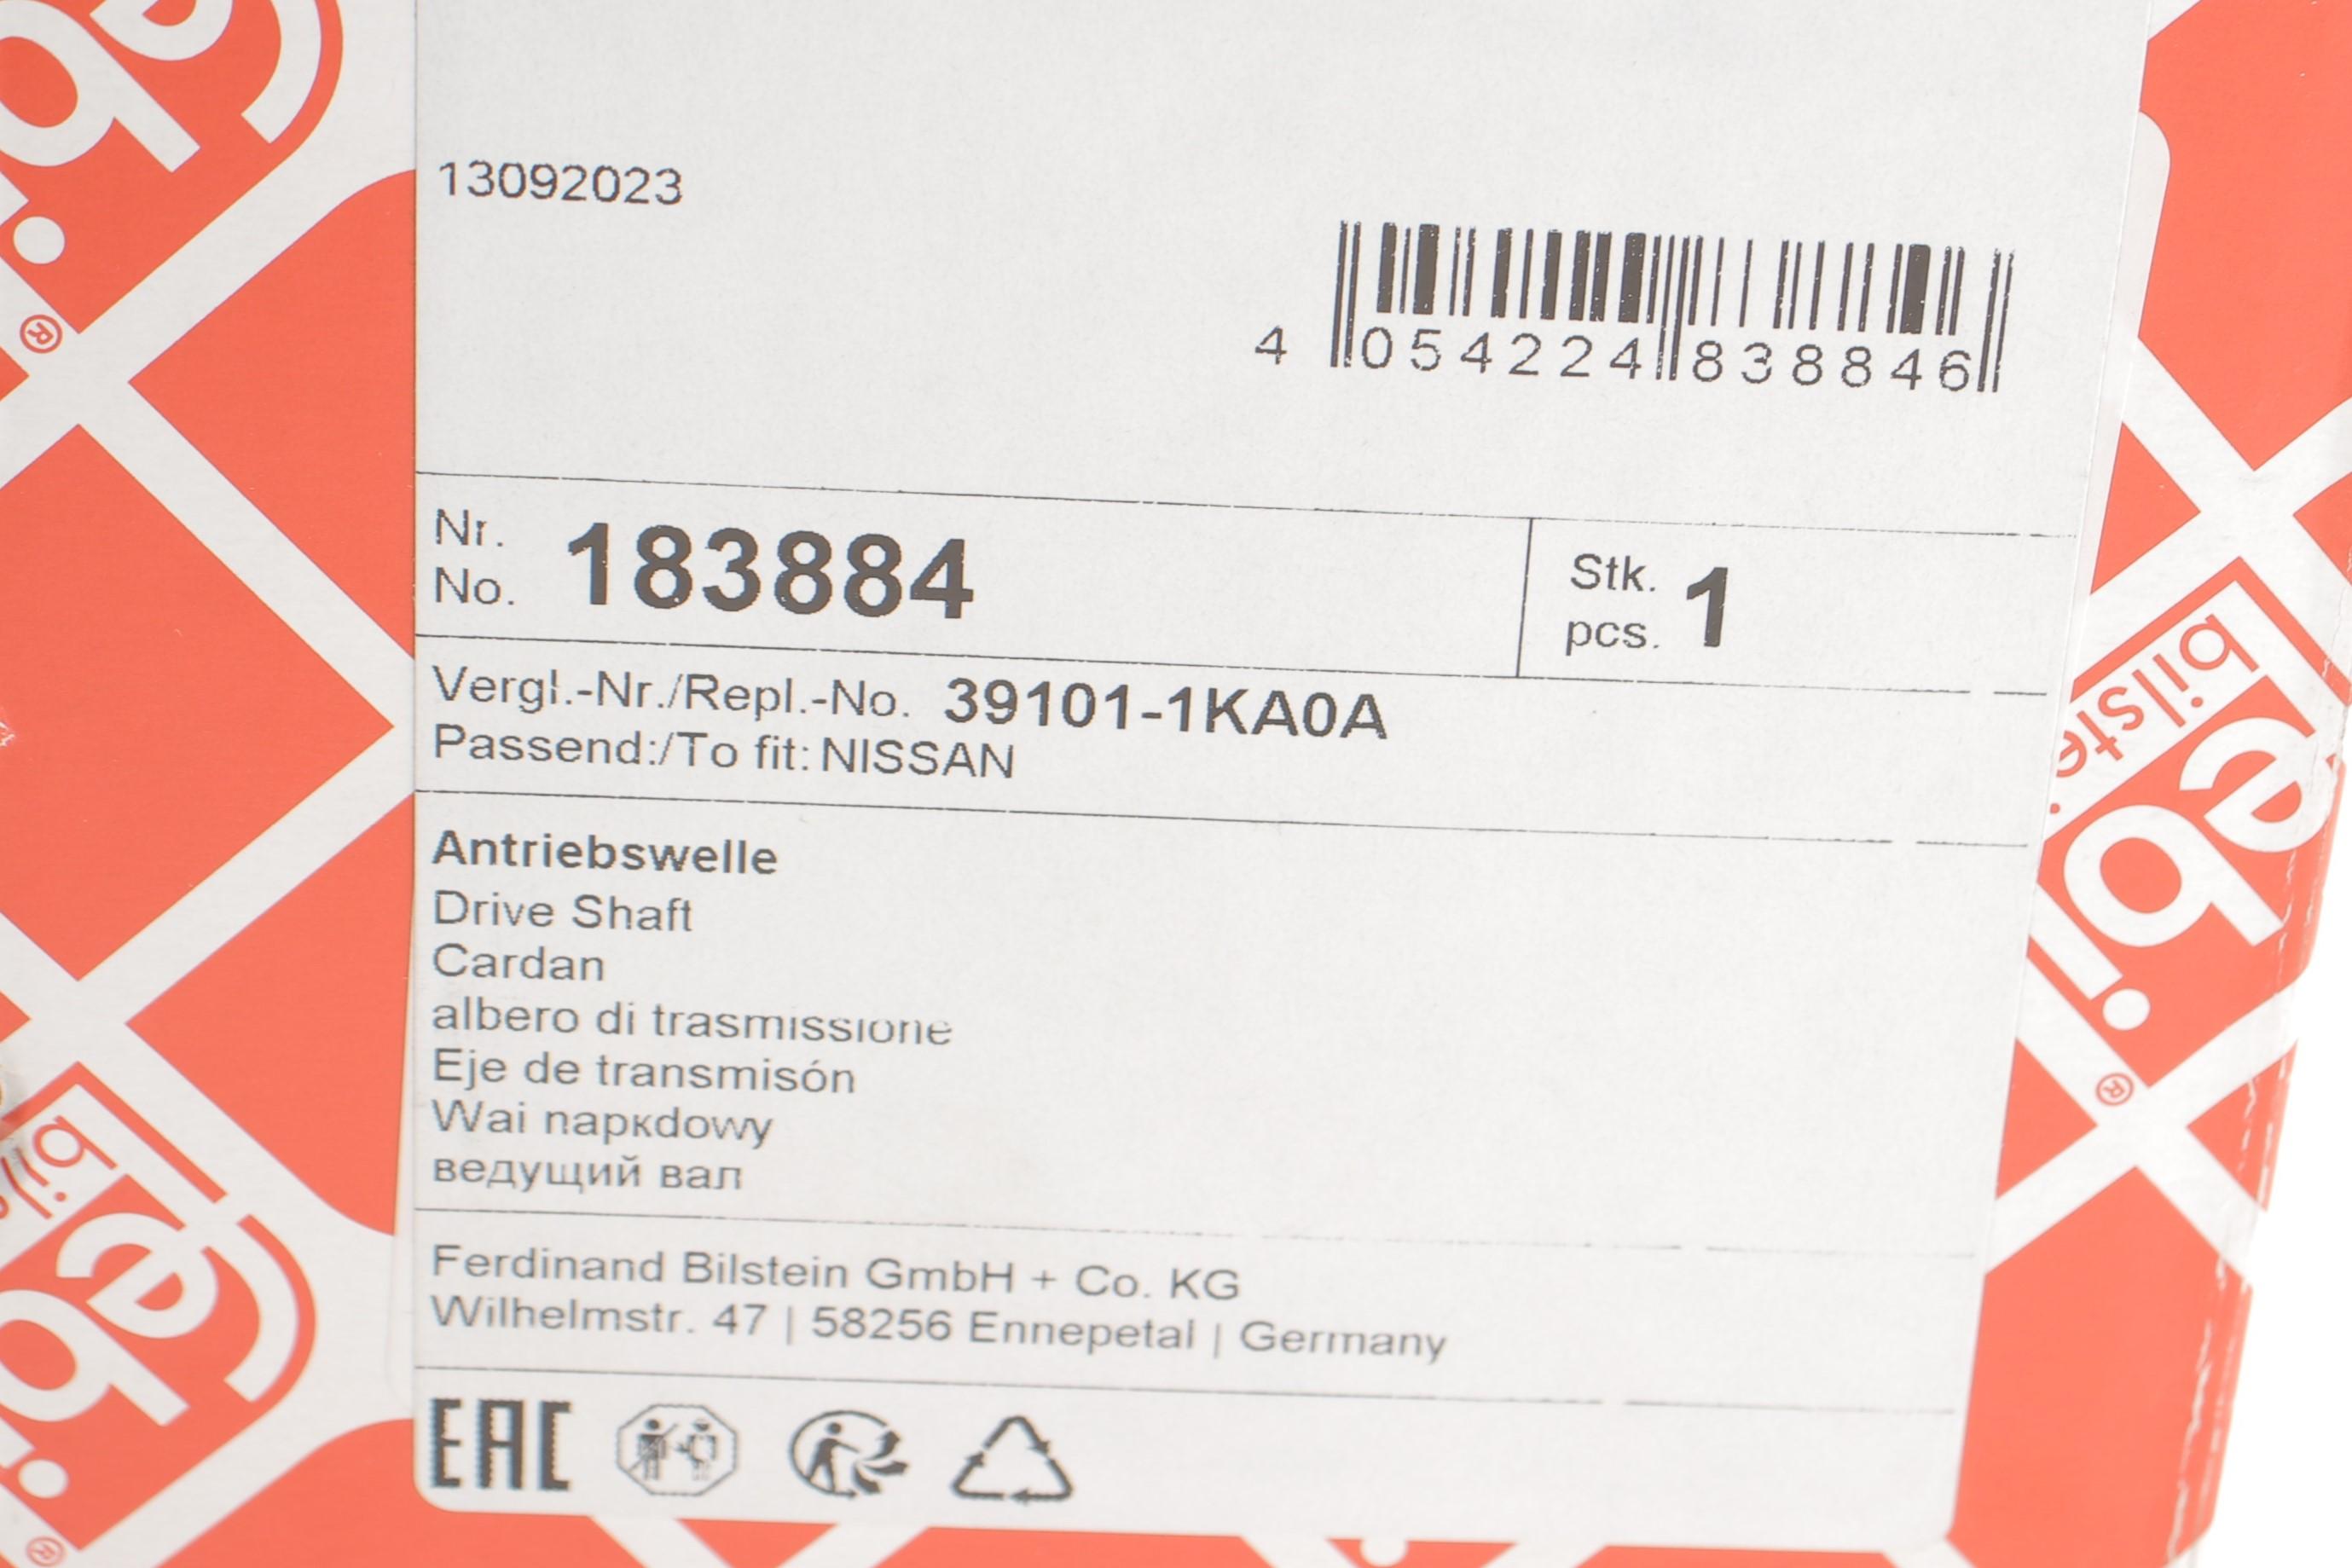 13092023
4 054224 838846
Nr.
No. 183884
Stk.
pcs. 1
Vergl.-Nr./Repl.-No. 39101-1KA0A
Passend:/To fit: NISSAN
Antriebswelle
Drive Shaft
Cardan
albero di trasmissione
Eje de transmisón
Wai napкdowy
ведущий вал
Ferdinand Bilstein GmbH + Co. KG
Wilhelmstr. 47 | 58256 Ennepetal | Germany
EAC
febi
bilstein
®